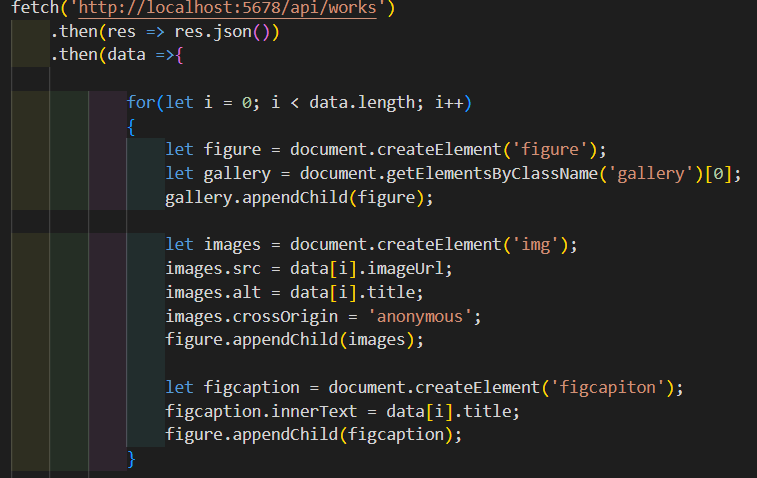 fetch('http://localhost:5678/api/works')
.then(res => res.json())
.then(data =>{
for(let i = 0; i < data.length; i++)
{
let figure = document.createElement('figure');
let gallery = document.getElementsByClassName('gallery')[0];
gallery.appendChild(figure);
let images = document.createElement('img');
images.src = data[i].imageUrl;
images.alt = data[i].title;
images.crossOrigin = 'anonymous';
figure.appendChild(images);
let figcaption = document.createElement('figcapiton');
figcaption.innerText = data[i].title;
figure.appendChild(figcaption);
}